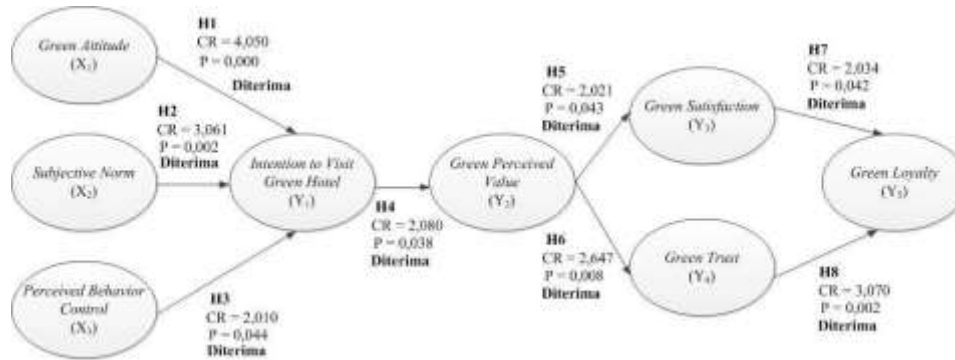 H1
CR = 4,050
P = 0,000
Diterima
Green Attitude
(X₁)
H2
CR = 3,061
P = 0,002
Diterima
Subjective Norm
(X₂)
Perceived Behavior
Control
(X₃)
H3
CR = 2,010
P = 0,044
Diterima
Intention to Visit
Green Hotel
(Y₁)
H4
CR = 2,080
P = 0,038
Diterima
Green Perceived
Value
(Y₂)
H5
CR = 2,021
P = 0,043
Diterima
Green Satisfaction
(Y₃)
H6
CR = 2,647
P = 0,008
Diterima
Green Trust
(Y₄)
H7
CR = 2,034
P = 0,042
Diterima
Green Loyalty
(Y₅)
H8
CR = 3,070
P = 0,002
Diterima